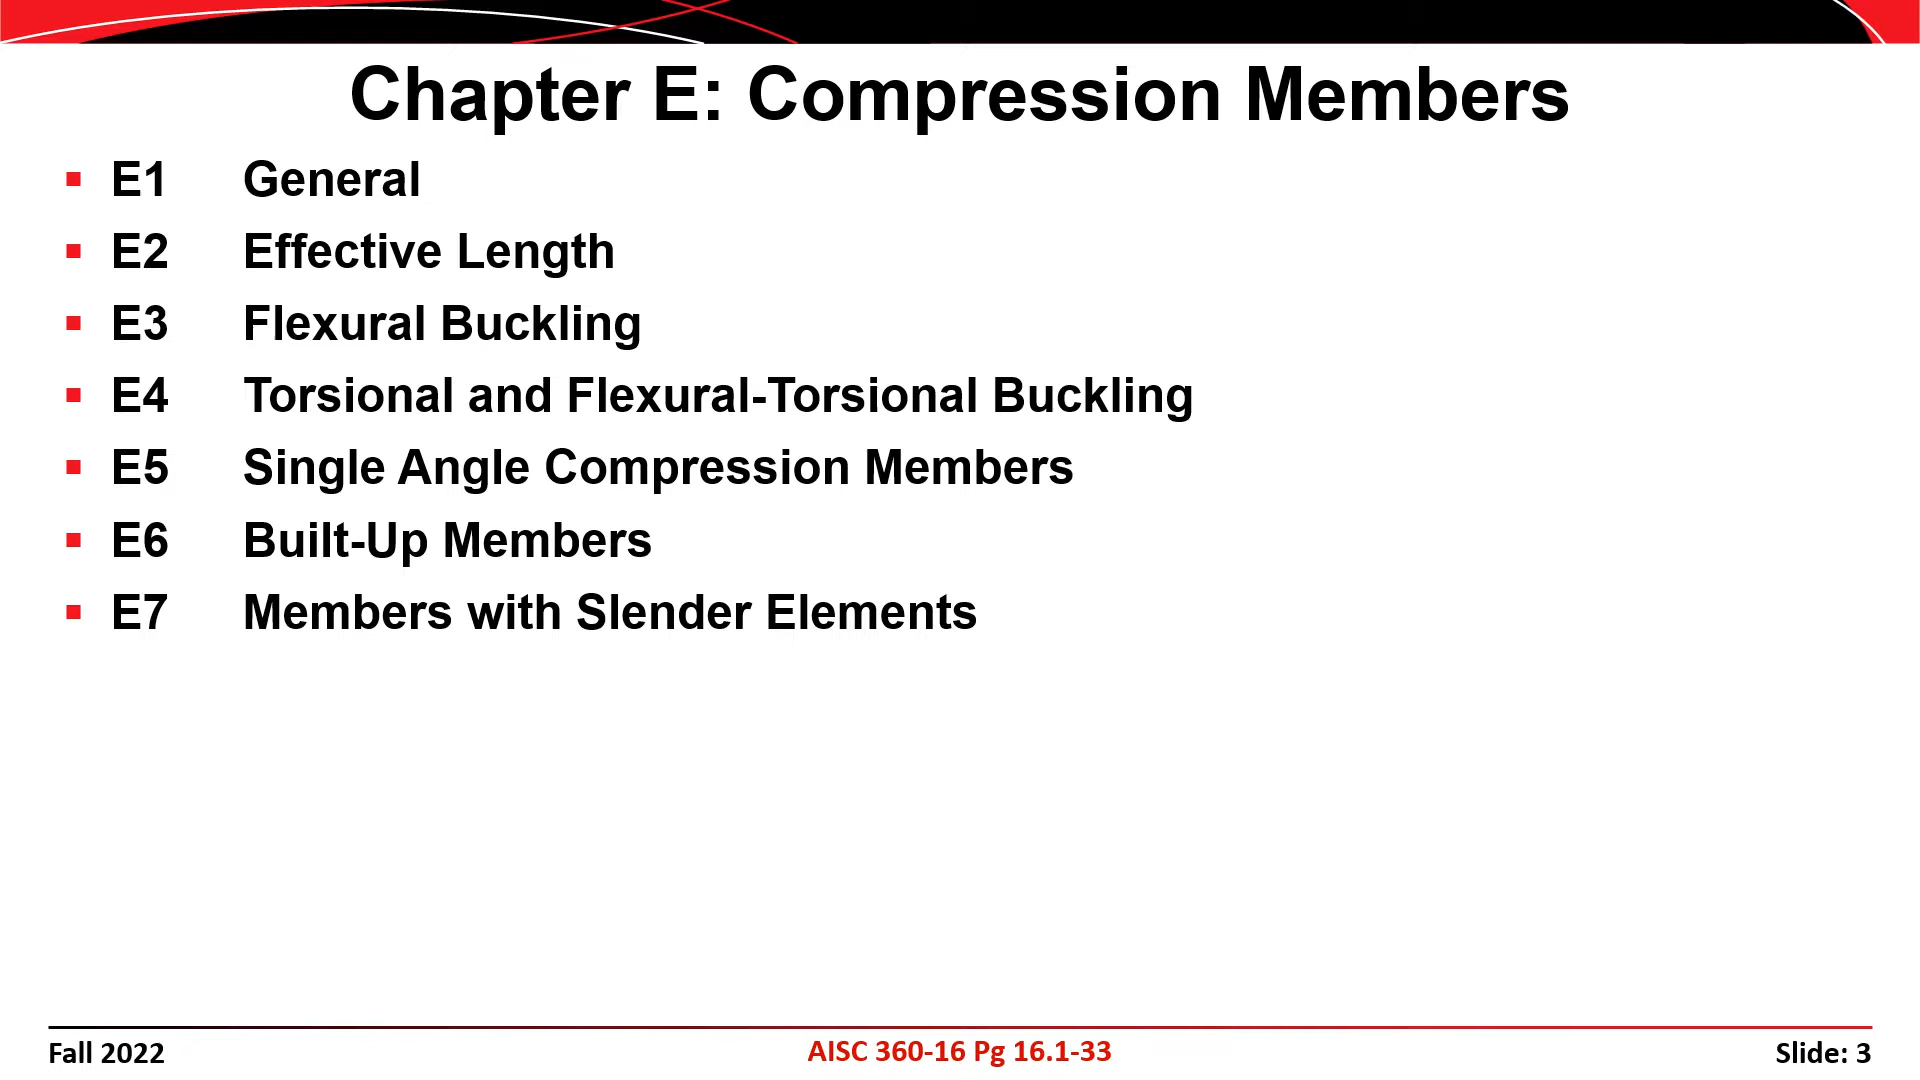 Chapter E: Compression Members
▪ E1 General
▪ E2 Effective Length
▪ E3 Flexural Buckling
▪ E4 Torsional and Flexural-Torsional Buckling
▪ E5 Single Angle Compression Members
▪ E6 Built-Up Members
▪ E7 Members with Slender Elements
Fall 2022 AISC 360-16 Pg 16.1-33 Slide: 3